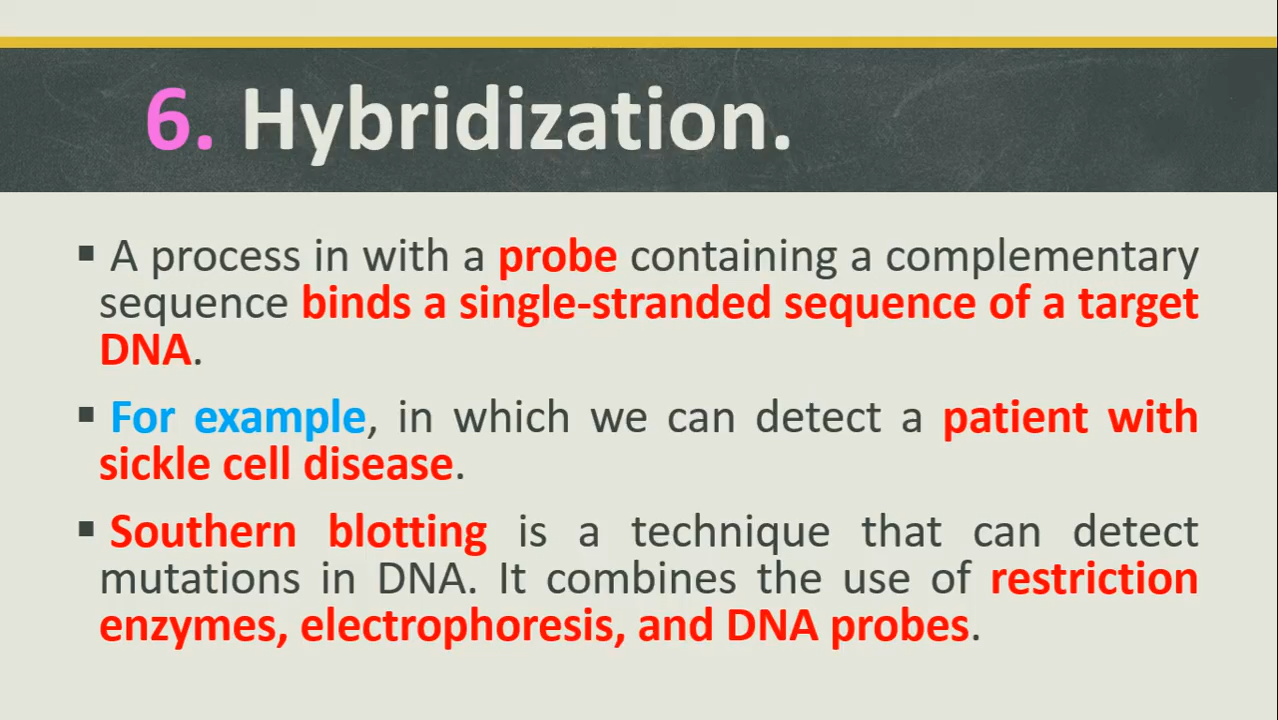 6. Hybridization.
▪ A process in with a probe containing a complementary
sequence binds a single-stranded sequence of a target
DNA.
▪ For example, in which we can detect a patient with
sickle cell disease.
▪ Southern blotting is a technique that can detect
mutations in DNA. It combines the use of restriction
enzymes, electrophoresis, and DNA probes.